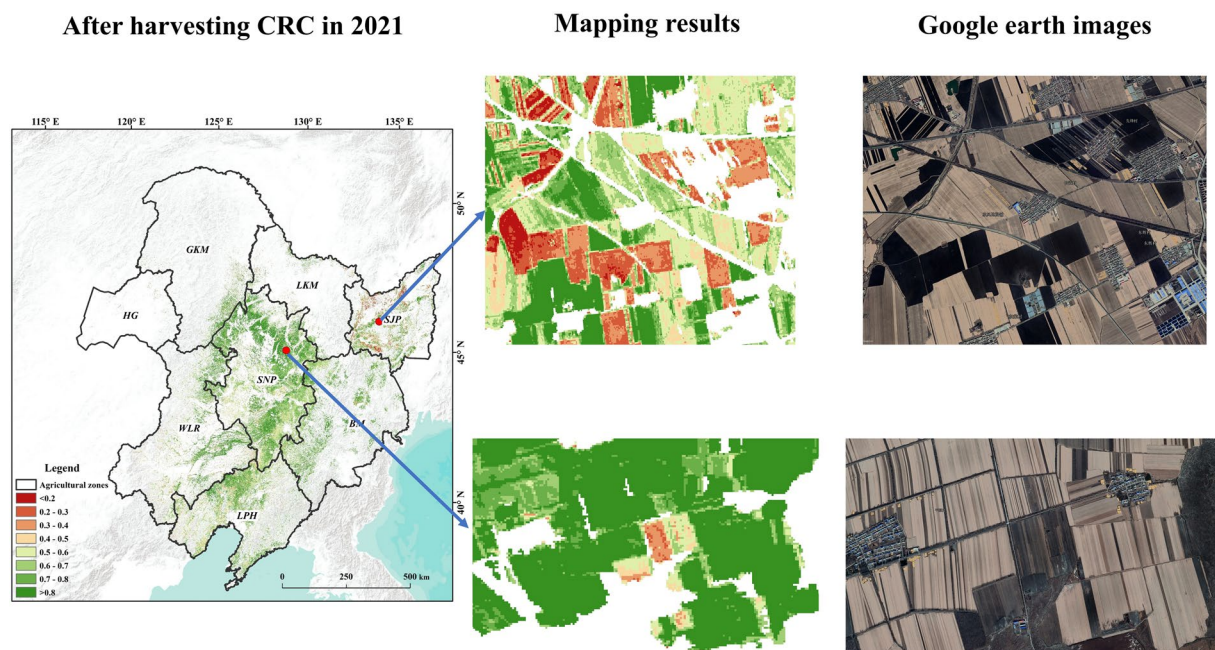 After harvesting CRC in 2021
Mapping results
Google earth images
115°E
120°E
125°E
130°E
135°E
50°N
GKM
LKM
HG
SJP
45°N
SNP
WLR
BM
Legend
Agricultural zones
<0.2
0.2 - 0.3
0.3 - 0.4
0.4 - 0.5
0.5 - 0.6
0.6 - 0.7
0.7 - 0.8
>0.8
LPH
40°N
0
250
500 km